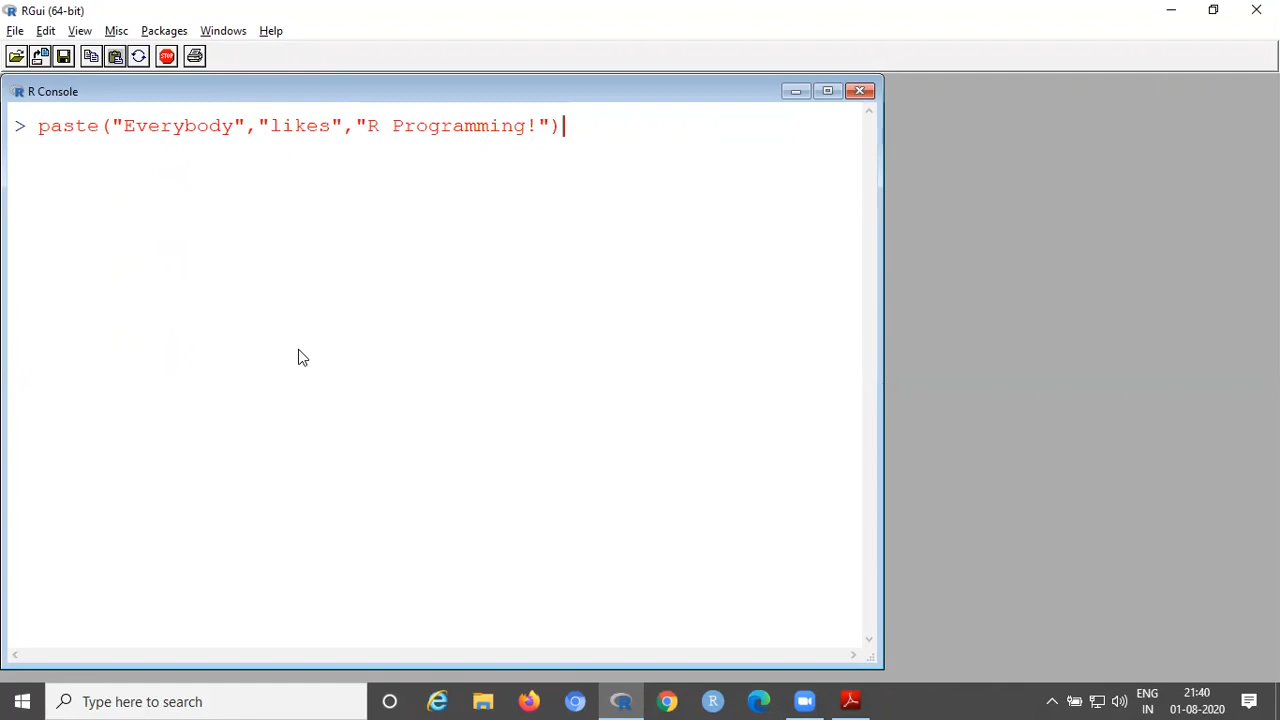 RGui (64-bit)
File Edit View Misc Packages Windows Help
STOP
R Console
> paste("Everybody","likes","R Programming!")
Type here to search
ENG
IN
21:40
01-08-2020